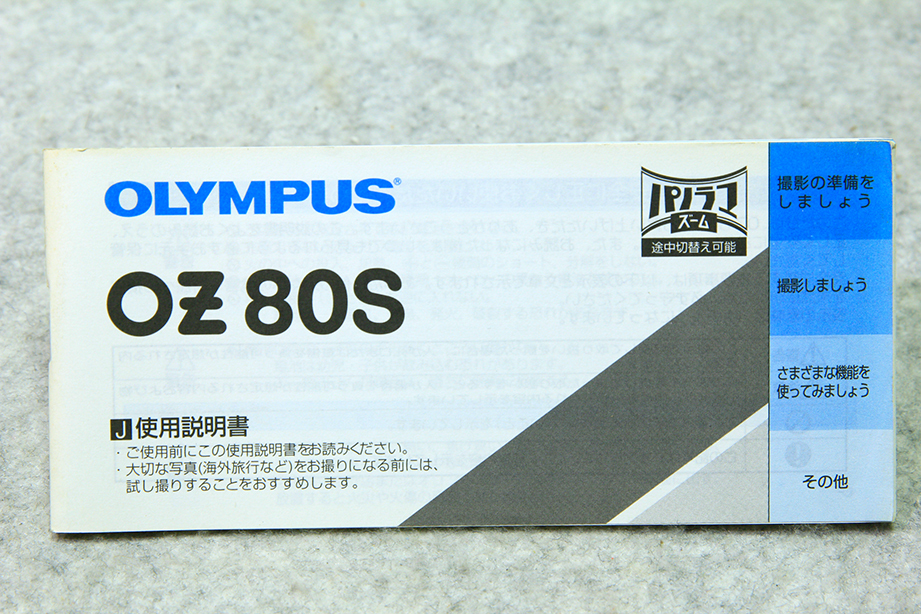 OLYMPUS®
OZ 80S
パノラマ
ズーム
途中切替え可能
J 使用説明書
・ご使用前にこの使用説明書をお読みください。
・大切な写真(海外旅行など)をお撮りになる前には、
試し撮りすることをおすすめします。
撮影の準備を
しましょう
撮影しましょう
さまざまな機能を
使ってみましょう
その他